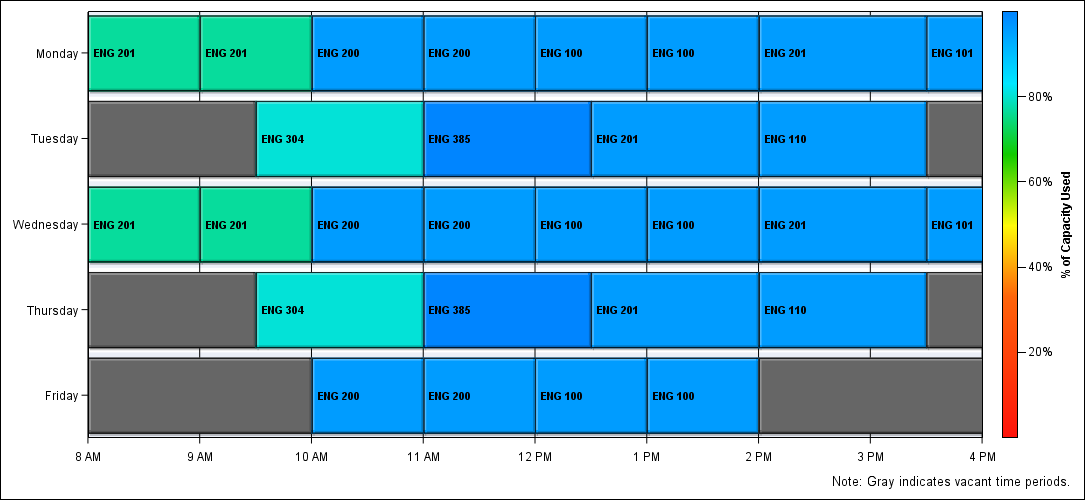 Monday ENG 201 ENG 201 ENG 200 ENG 200 ENG 100 ENG 100 ENG 201 ENG 101
Tuesday ENG 304 ENG 385 ENG 201 ENG 110
Wednesday ENG 201 ENG 201 ENG 200 ENG 200 ENG 100 ENG 100 ENG 201 ENG 101
Thursday ENG 304 ENG 385 ENG 201 ENG 110
Friday ENG 200 ENG 200 ENG 100 ENG 100
8 AM 9 AM 10 AM 11 AM 12 PM 1 PM 2 PM 3 PM 4 PM
80%
60%
40%
20%
% of Capacity Used
Note: Gray indicates vacant time periods.